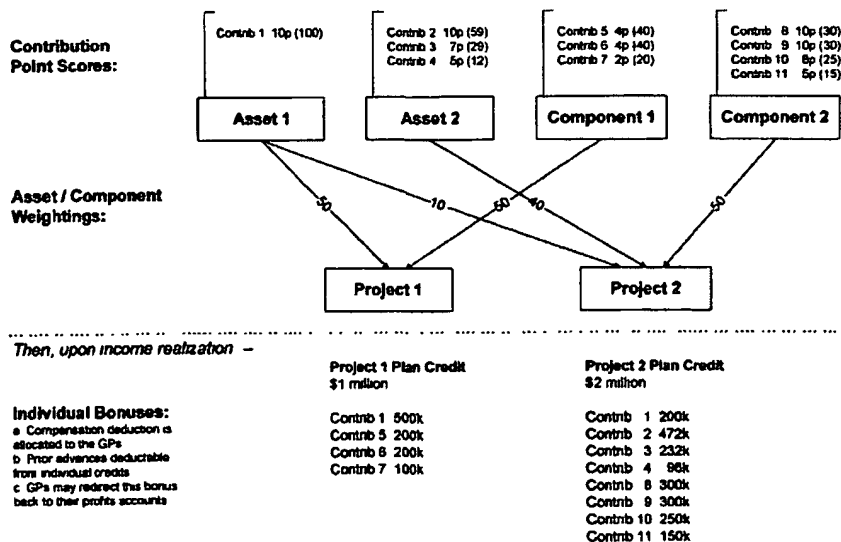 Contribution
Point Scores:
Contrib 1 10p (100)
Contrib 2 10p (59)
Contrib 3 7p (29)
Contrib 4 5p (12)
Contrib 5 4p (40)
Contrib 6 4p (40)
Contrib 7 2p (20)
Contrib 8 10p (30)
Contrib 9 10p (30)
Contrib 10 8p (25)
Contrib 11 5p (15)
Asset 1
Asset 2
Component 1
Component 2
Asset / Component
Weightings:
50
10
50
40
50
Project 1
Project 2
Then, upon income realization –
Project 1 Plan Credit
$1 million
Project 2 Plan Credit
$2 million
Individual Bonuses:
a Compensation deduction is
allocated to the GPs
b Prior advances deductable
from individual credits
c GPs may redirect this bonus
back to their profits accounts
Contrib 1 500k
Contrib 5 200k
Contrib 6 200k
Contrib 7 100k
Contrib 1 200k
Contrib 2 472k
Contrib 3 232k
Contrib 4 96k
Contrib 8 300k
Contrib 9 300k
Contrib 10 250k
Contrib 11 150k